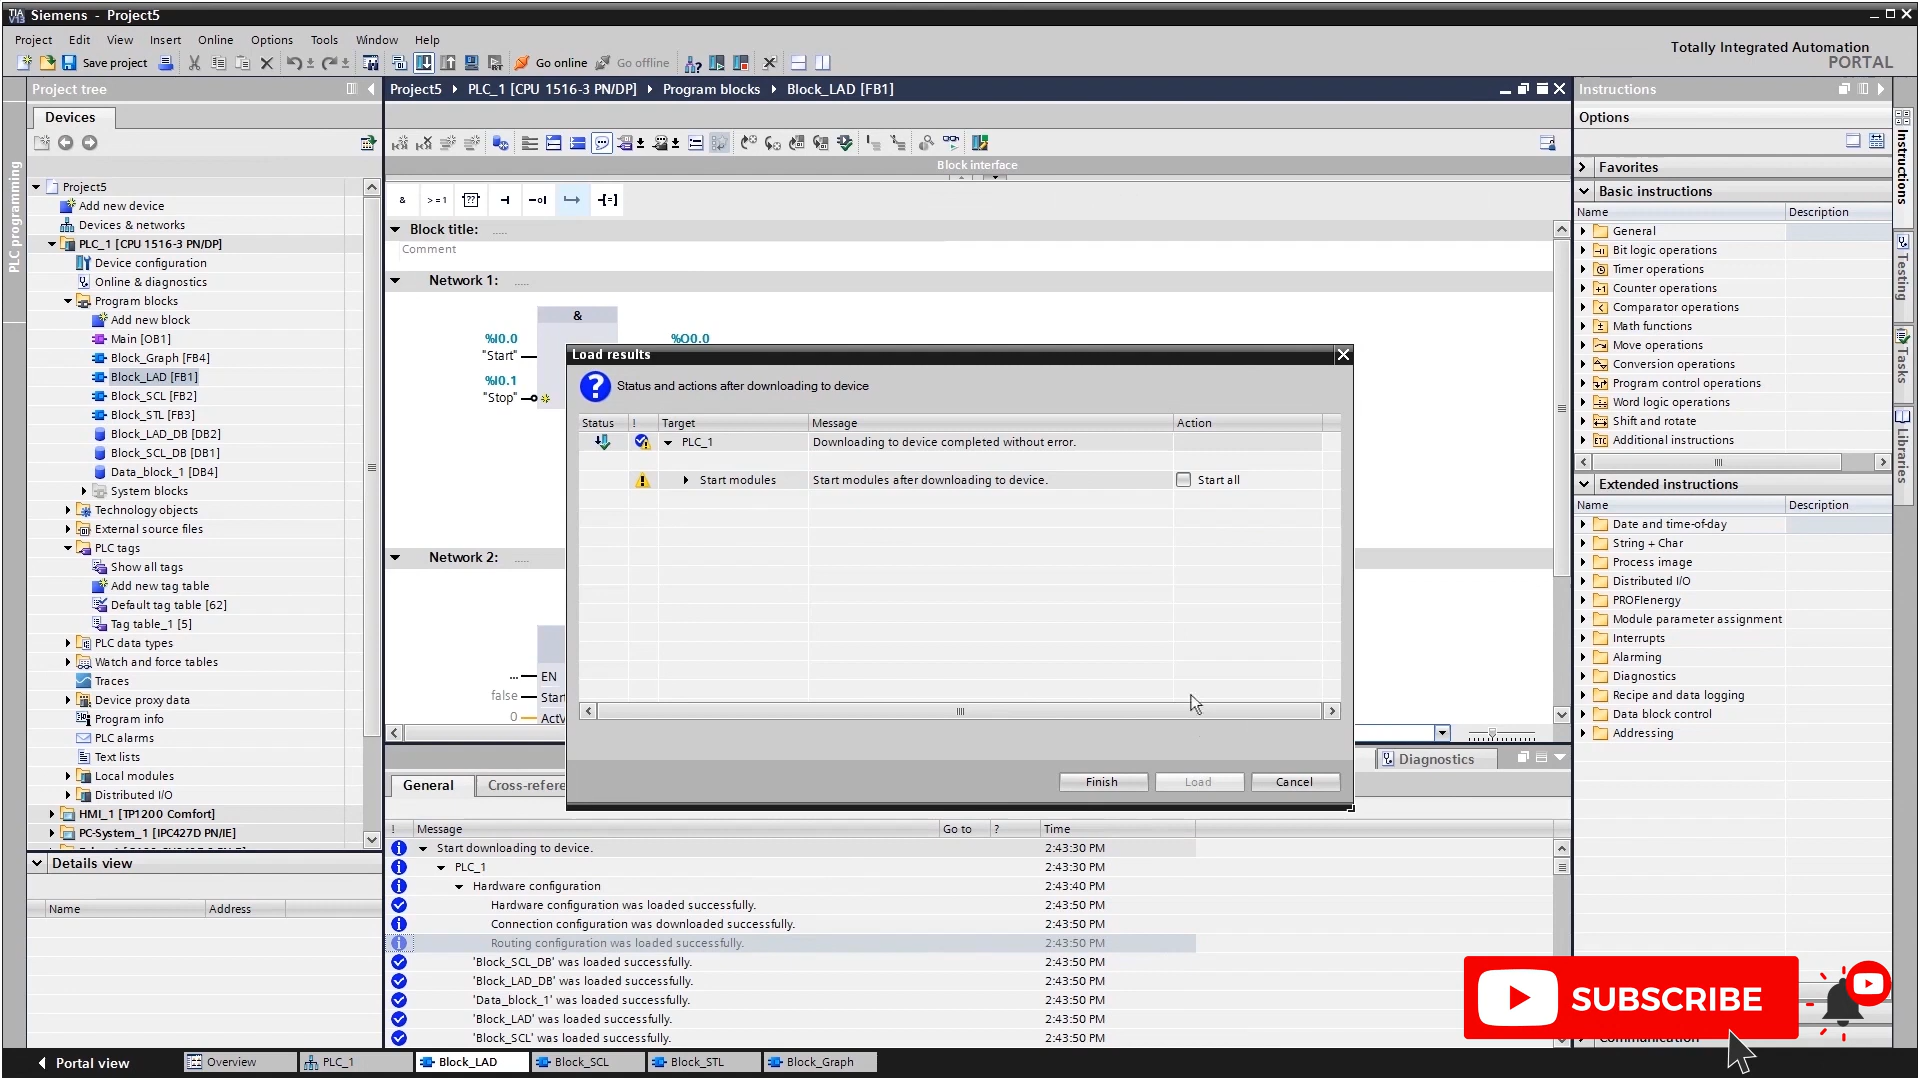 TIA V13 Siemens - Project5
Project Edit View Insert Online Options Tools Window Help
Totally Integrated Automation
PORTAL
Save project Go online Go offline
Project tree
Project5 PLC_1 [CPU 1516-3 PN/DP] Program blocks Block_LAD [FB1]
Instructions
Devices
Options
PLC programming
Block interface
Favorites
Basic instructions
Name Description
General
Bit logic operations
Timer operations
Counter operations
Comparator operations
Math functions
Move operations
Conversion operations
Program control operations
Word logic operations
Shift and rotate
Additional instructions
Extended instructions
Name Description
Date and time-of-day
String + Char
Process image
Distributed I/O
PROFIenergy
Module parameter assignment
Interrupts
Alarming
Diagnostics
Recipe and data logging
Data block control
Addressing
Instructions
Testing
Tasks
Libraries
Project5
Add new device
Devices & networks
PLC_1 [CPU 1516-3 PN/DP]
Device configuration
Online & diagnostics
Program blocks
Add new block
Main [OB1]
Block_Graph [FB4]
Block_LAD [FB1]
Block_SCL [FB2]
Block_STL [FB3]
Block_LAD_DB [DB2]
Block_SCL_DB [DB1]
Data_block_1 [DB4]
System blocks
Technology objects
External source files
PLC tags
Show all tags
Add new tag table
Default tag table [62]
Tag table_1 [5]
PLC data types
Watch and force tables
Traces
Device proxy data
Program info
PLC alarms
Text lists
Local modules
Distributed I/O
HMI_1 [TP1200 Comfort]
PC-System_1 [IPC427D PN/IE]
Details view
Name Address
& >=1 ??
Block title: .....
Comment
Network 1: .....
&
%I0.0
"Start"
%Q0.0
%I0.1
"Stop"
Network 2: .....
... EN
false Start
0 ActV
Load results
Status and actions after downloading to device
Status ! Target Message Action
PLC_1 Downloading to device completed without error.
Start modules Start modules after downloading to device. Start all
Finish Load Cancel
Diagnostics
General Cross-refere
! Message Go to ? Time
Start downloading to device. 2:43:30 PM
PLC_1 2:43:30 PM
Hardware configuration 2:43:40 PM
Hardware configuration was loaded successfully. 2:43:50 PM
Connection configuration was downloaded successfully. 2:43:50 PM
Routing configuration was loaded successfully. 2:43:50 PM
'Block_SCL_DB' was loaded successfully. 2:43:50 PM
'Block_LAD_DB' was loaded successfully. 2:43:50 PM
'Data_block_1' was loaded successfully. 2:43:50 PM
'Block_LAD' was loaded successfully. 2:43:50 PM
'Block_SCL' was loaded successfully. 2:43:50 PM
SUBSCRIBE
Portal view Overview PLC_1 Block_LAD Block_SCL Block_STL Block_Graph